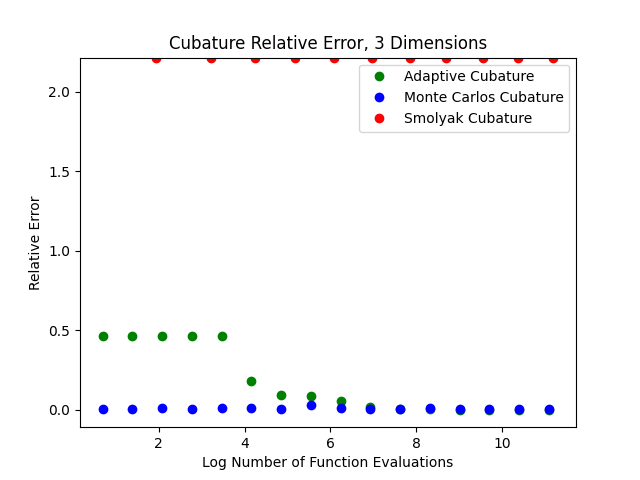 Cubature Relative Error, 3 Dimensions
Adaptive Cubature
Monte Carlos Cubature
Smolyak Cubature
Relative Error
2.0
1.5
1.0
0.5
0.0
2 4 6 8 10
Log Number of Function Evaluations